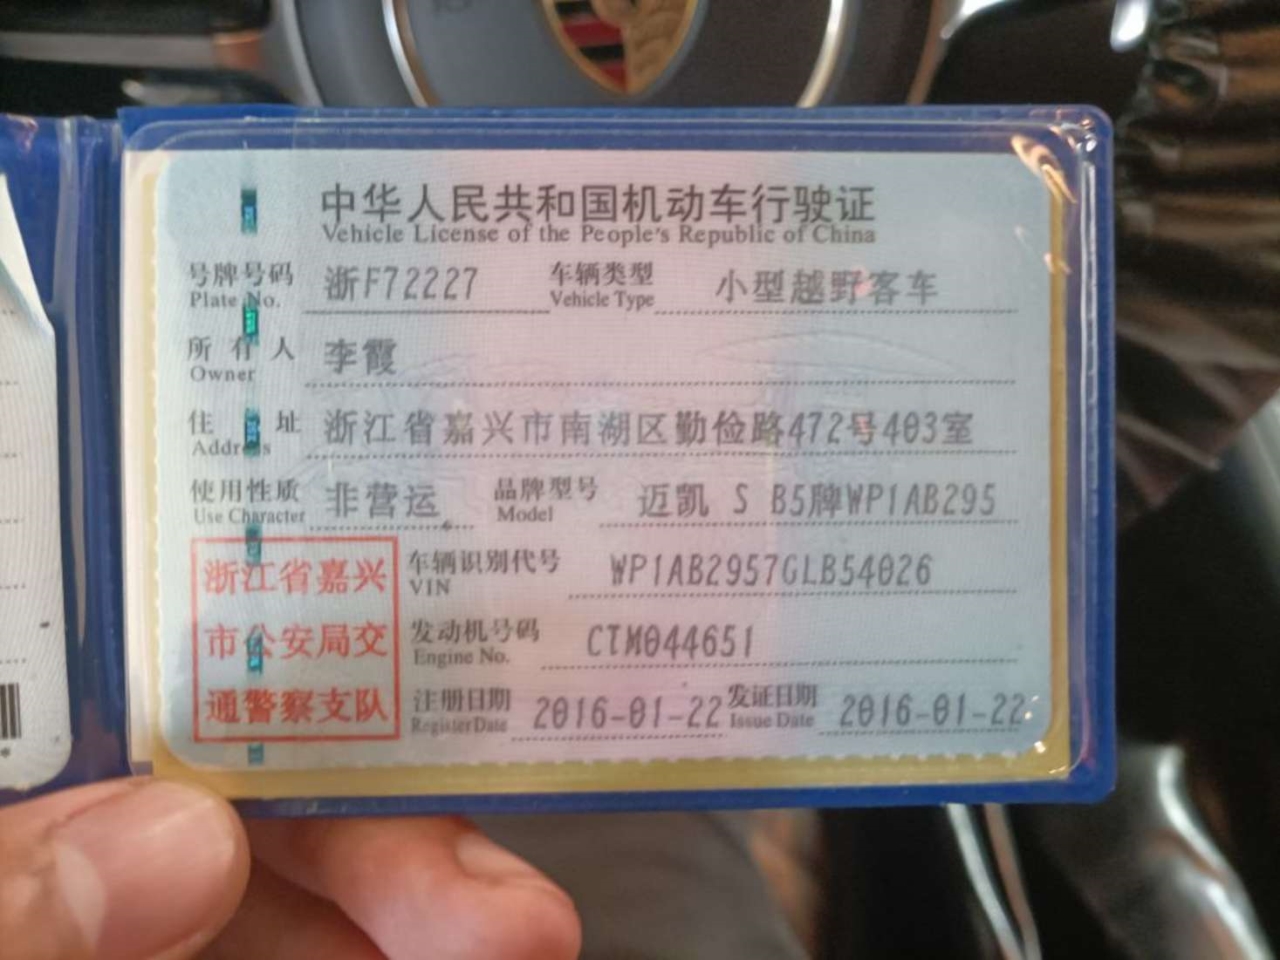 中华人民共和国机动车行驶证
Vehicle License of the People's Republic of China
号牌号码 浙F72227 车辆类型 小型越野客车
Plate No. Vehicle Type
所有人 李霞
Owner
住址 浙江省嘉兴市南湖区勤俭路472号403室
Address
使用性质 非营运 品牌型号 迈凯 S B5牌WP1AB295
Use Character Model
浙江省嘉兴
市公安局交
通警察支队
车辆识别代号 WP1AB2957GLB54026
VIN
发动机号码 CTM044651
Engine No.
注册日期 2016-01-22 发证日期 2016-01-22
Register Date Issue Date